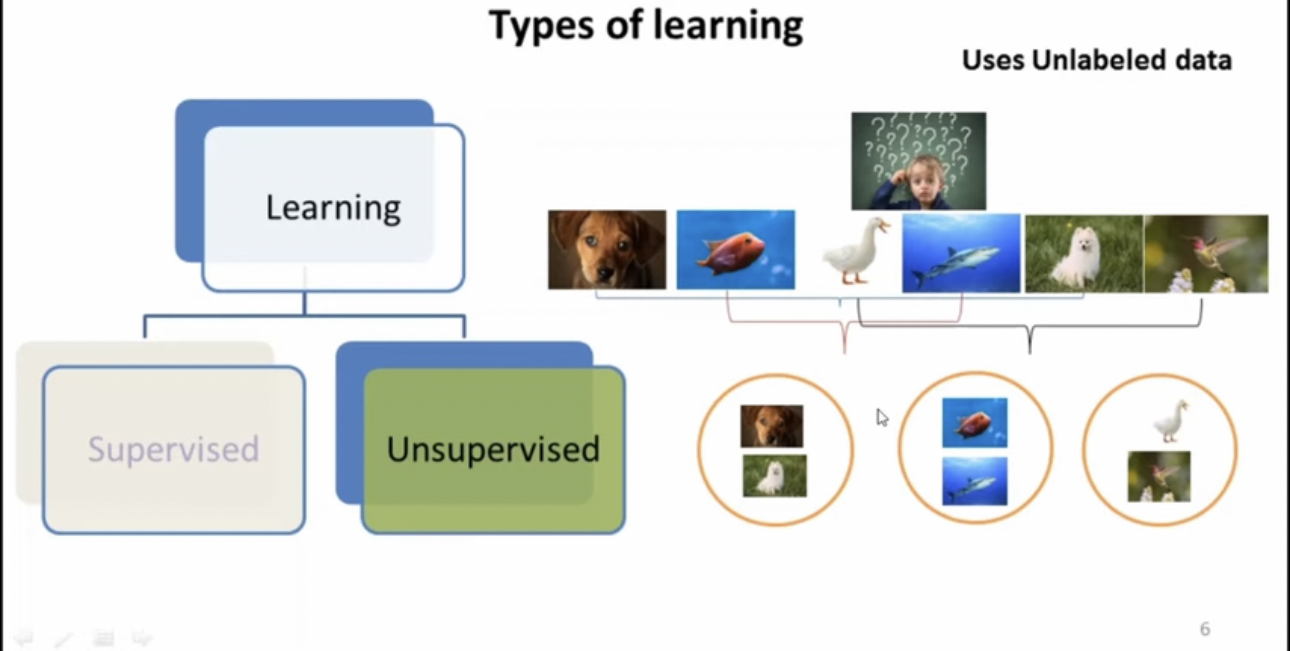 Types of learning
Uses Unlabeled data
Learning
Supervised
Unsupervised
6